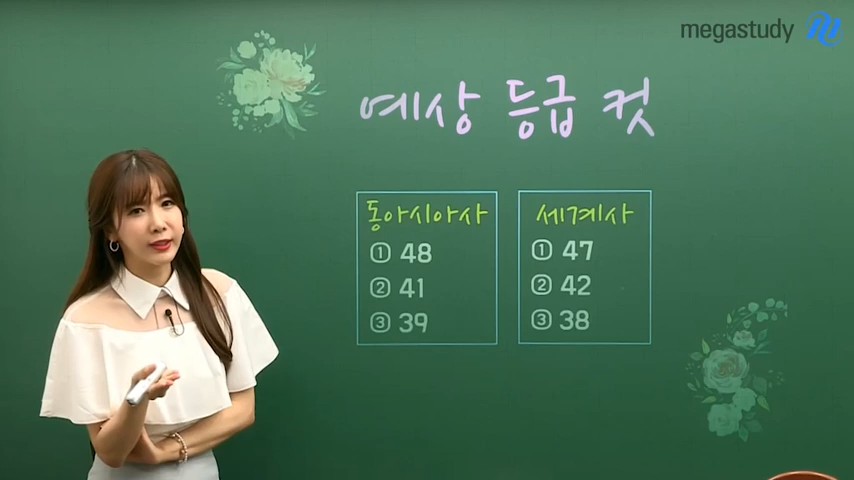 megastudy
예상 등급 컷
동아시아사
① 48
② 41
③ 39
세계사
① 47
② 42
③ 38